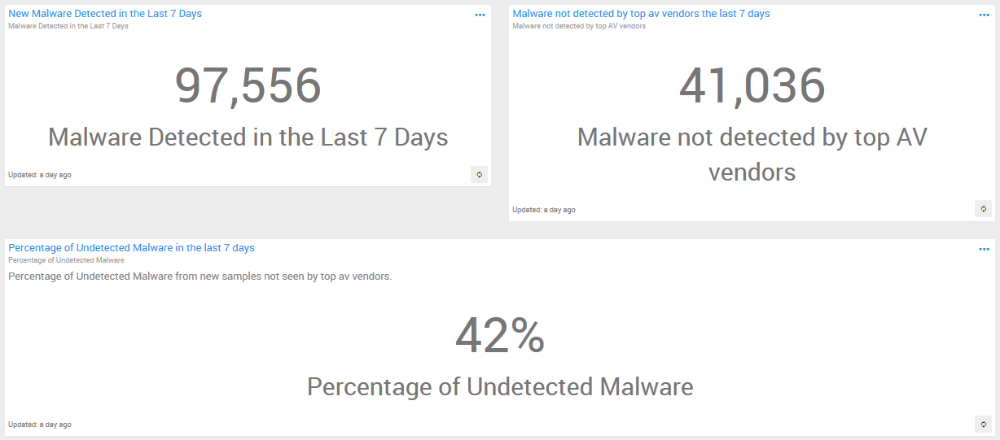 New Malware Detected in the Last 7 Days
Malware Detected in the Last 7 Days
97,556
Malware Detected in the Last 7 Days
Updated: a day ago
Malware not detected by top av vendors the last 7 days
Malware not detected by top AV vendors
41,036
Malware not detected by top AV
vendors
Updated: a day ago
Percentage of Undetected Malware in the last 7 days
Percentage of Undetected Malware
Percentage of Undetected Malware from new samples not seen by top av vendors.
42%
Percentage of Undetected Malware
Updated: a day ago